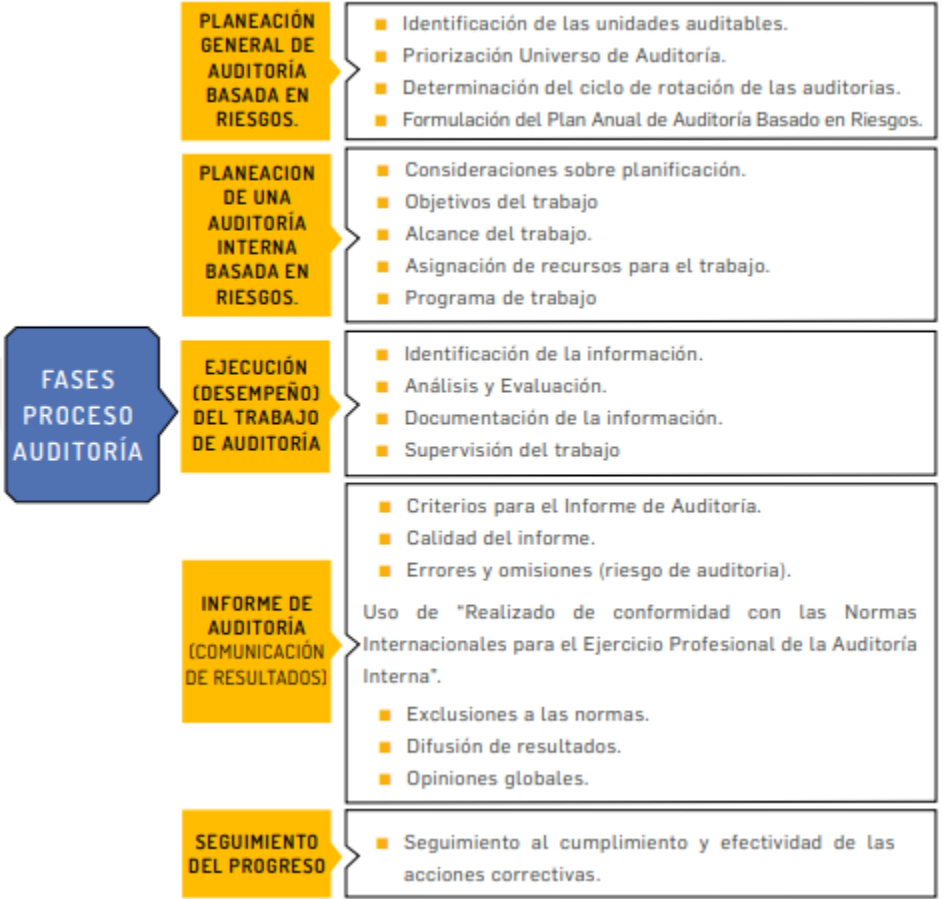 FASES
PROCESO
AUDITORÍA
PLANEACIÓN
GENERAL DE
AUDITORÍA
BASADA EN
RIESGOS.
Identificación de las unidades auditables.
Priorización Universo de Auditoría.
Determinación del ciclo de rotación de las auditorias.
Formulación del Plan Anual de Auditoría Basado en Riesgos.
PLANEACION
DE UNA
AUDITORÍA
INTERNA
BASADA EN
RIESGOS.
Consideraciones sobre planificación.
Objetivos del trabajo
Alcance del trabajo.
Asignación de recursos para el trabajo.
Programa de trabajo
EJECUCIÓN
(DESEMPEÑO)
DEL TRABAJO
DE AUDITORÍA
Identificación de la información.
Análisis y Evaluación.
Documentación de la información.
Supervisión del trabajo
INFORME DE
AUDITORÍA
(COMUNICACIÓN
DE RESULTADOS)
Criterios para el Informe de Auditoría.
Calidad del informe.
Errores y omisiones (riesgo de auditoria).
Uso de "Realizado de conformidad con las Normas
Internacionales para el Ejercicio Profesional de la Auditoría
Interna".
Exclusiones a las normas.
Difusión de resultados.
Opiniones globales.
SEGUIMIENTO
DEL PROGRESO
Seguimiento al cumplimiento y efectividad de las
acciones correctivas.